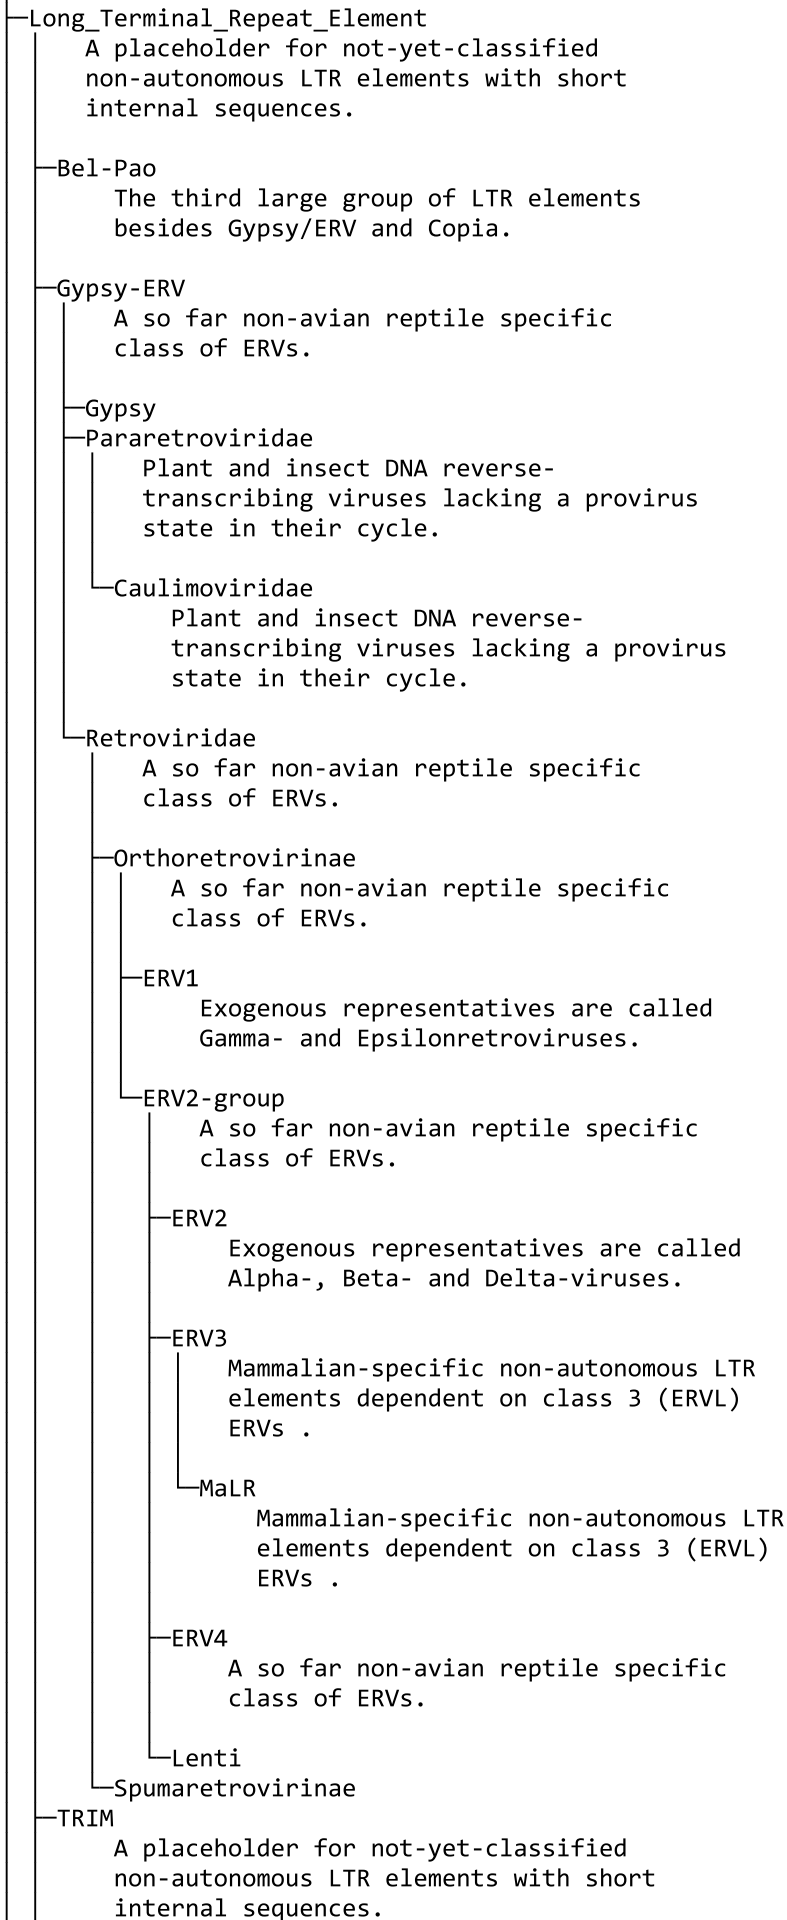 Long_Terminal_Repeat_Element
A placeholder for not-yet-classified
non-autonomous LTR elements with short
internal sequences.
Bel-Pao
The third large group of LTR elements
besides Gypsy/ERV and Copia.
Gypsy-ERV
A so far non-avian reptile specific
class of ERVs.
Gypsy
Pararetroviridae
Plant and insect DNA reverse-
transcribing viruses lacking a provirus
state in their cycle.
Caulimoviridae
Plant and insect DNA reverse-
transcribing viruses lacking a provirus
state in their cycle.
Retroviridae
A so far non-avian reptile specific
class of ERVs.
Orthoretrovirinae
A so far non-avian reptile specific
class of ERVs.
ERV1
Exogenous representatives are called
Gamma- and Epsilonretroviruses.
ERV2-group
A so far non-avian reptile specific
class of ERVs.
ERV2
Exogenous representatives are called
Alpha-, Beta- and Delta-viruses.
ERV3
Mammalian-specific non-autonomous LTR
elements dependent on class 3 (ERVL)
ERVs .
MaLR
Mammalian-specific non-autonomous LTR
elements dependent on class 3 (ERVL)
ERVs .
ERV4
A so far non-avian reptile specific
class of ERVs.
Lenti
Spumaretrovirinae
TRIM
A placeholder for not-yet-classified
non-autonomous LTR elements with short
internal sequences.